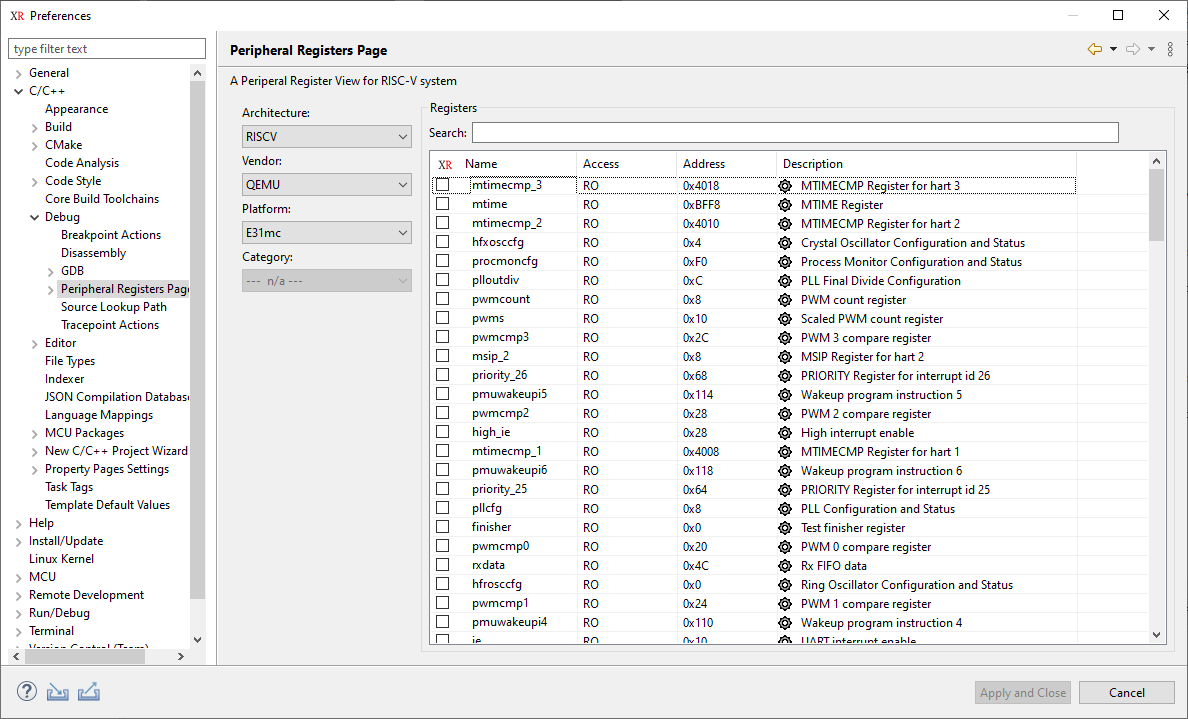 XR Preferences
type filter text
General
C/C++
Appearance
Build
CMake
Code Analysis
Code Style
Core Build Toolchains
Debug
Breakpoint Actions
Disassembly
GDB
Peripheral Registers Page
Source Lookup Path
Tracepoint Actions
Editor
File Types
Indexer
JSON Compilation Database
Language Mappings
MCU Packages
New C/C++ Project Wizard
Property Pages Settings
Task Tags
Template Default Values
Help
Install/Update
Linux Kernel
MCU
Remote Development
Run/Debug
Terminal
Version Control (Team)
Peripheral Registers Page
A Periperal Register View for RISC-V system
Architecture:
RISCV
Vendor:
QEMU
Platform:
E31mc
Category:
--- n/a ---
Registers
Search:
XR Name Access Address Description
mtimecmp_3 RO 0x4018 MTIMECMP Register for hart 3
mtime RO 0xBFF8 MTIME Register
mtimecmp_2 RO 0x4010 MTIMECMP Register for hart 2
hfxosccfg RO 0x4 Crystal Oscillator Configuration and Status
procmoncfg RO 0xF0 Process Monitor Configuration and Status
plloutdiv RO 0xC PLL Final Divide Configuration
pwmcount RO 0x8 PWM count register
pwms RO 0x10 Scaled PWM count register
pwmcmp3 RO 0x2C PWM 3 compare register
msip_2 RO 0x8 MSIP Register for hart 2
priority_26 RO 0x68 PRIORITY Register for interrupt id 26
pmuwakeupi5 RO 0x114 Wakeup program instruction 5
pwmcmp2 RO 0x28 PWM 2 compare register
high_ie RO 0x28 High interrupt enable
mtimecmp_1 RO 0x4008 MTIMECMP Register for hart 1
pmuwakeupi6 RO 0x118 Wakeup program instruction 6
priority_25 RO 0x64 PRIORITY Register for interrupt id 25
pllcfg RO 0x8 PLL Configuration and Status
finisher RO 0x0 Test finisher register
pwmcmp0 RO 0x20 PWM 0 compare register
rxdata RO 0x4C Rx FIFO data
hfrosccfg RO 0x0 Ring Oscillator Configuration and Status
pwmcmp1 RO 0x24 PWM 1 compare register
pmuwakeupi4 RO 0x110 Wakeup program instruction 4
ie RO 0x10 UART interrupt enable
Apply and Close
Cancel